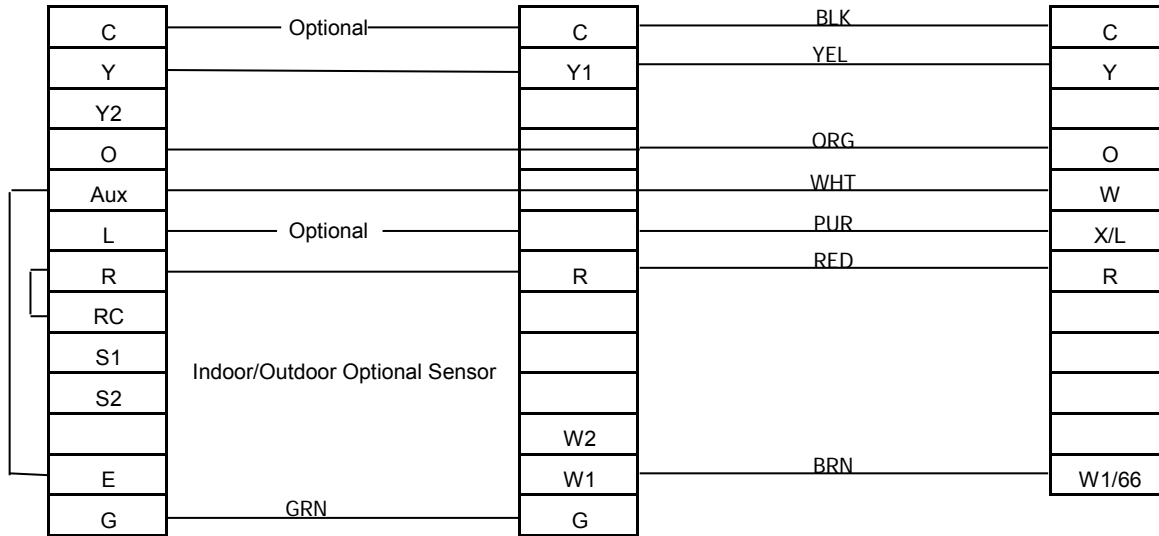 C Optional C BLK C
Y Y1 YEL Y
Y2
O ORG O
Aux WHT W
L Optional PUR X/L
R R RED R
RC
S1
Indoor/Outdoor Optional Sensor
S2
W2
E W1 BRN W1/66
G GRN G